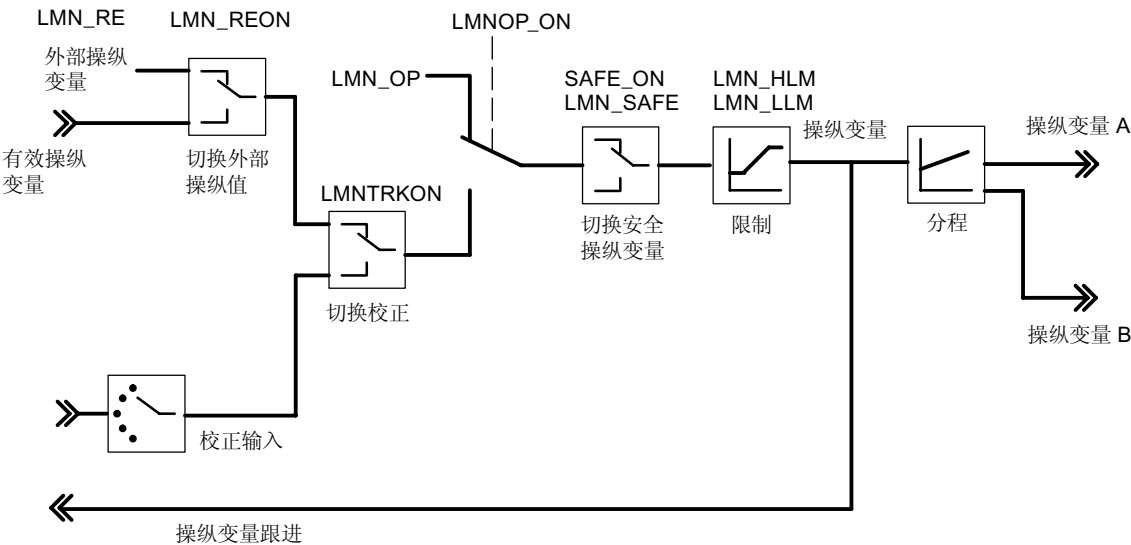 LMN_RE
LMN_REON
LMNOP_ON
外部操纵
变量
LMN_OP
SAFE_ON
LMN_SAFE
LMN_HLM
LMN_LLM
操纵变量
操纵变量 A
有效操纵
变量
切换外部
操纵值
LMNTRKON
切换安全
操纵变量
限制
分程
切换校正
操纵变量 B
校正输入
操纵变量跟进